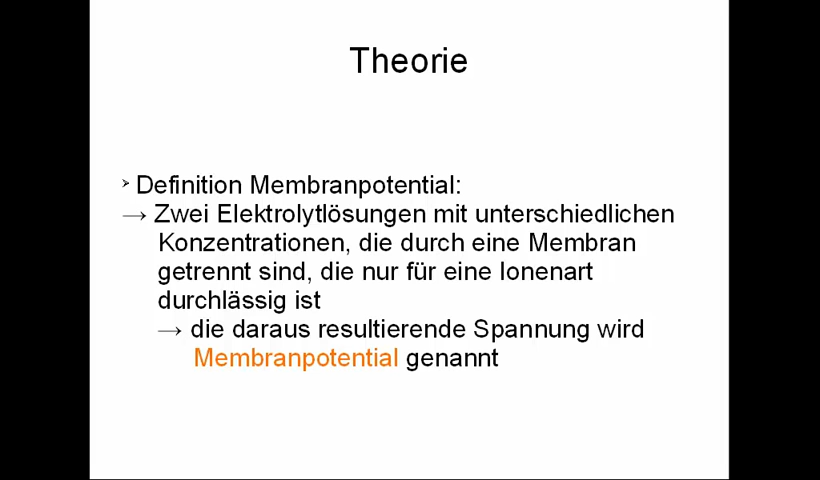 Theorie
➢ Definition Membranpotential:
→ Zwei Elektrolytlösungen mit unterschiedlichen
Konzentrationen, die durch eine Membran
getrennt sind, die nur für eine Ionenart
durchlässig ist
→ die daraus resultierende Spannung wird
Membranpotential genannt